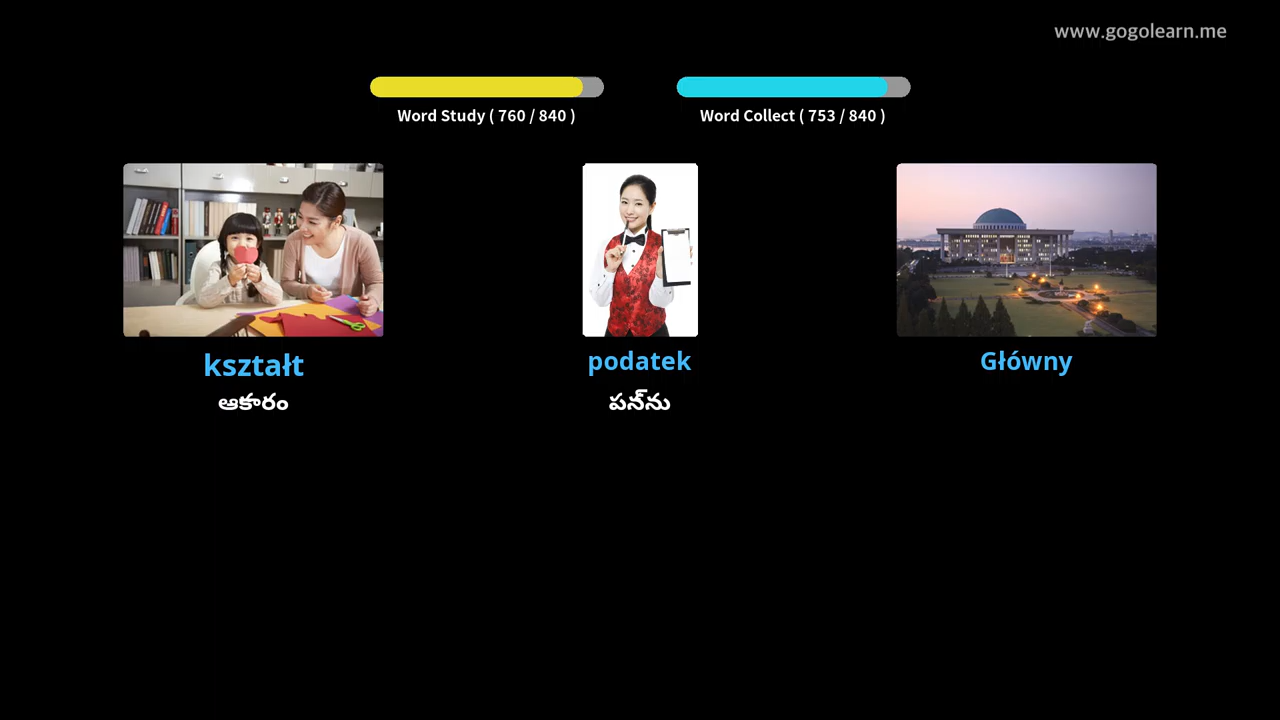 www.gogolearn.me
Word Study ( 760 / 840 )
Word Collect ( 753 / 840 )
kształt
podatek
Główny
ఆకారం
పన్ను